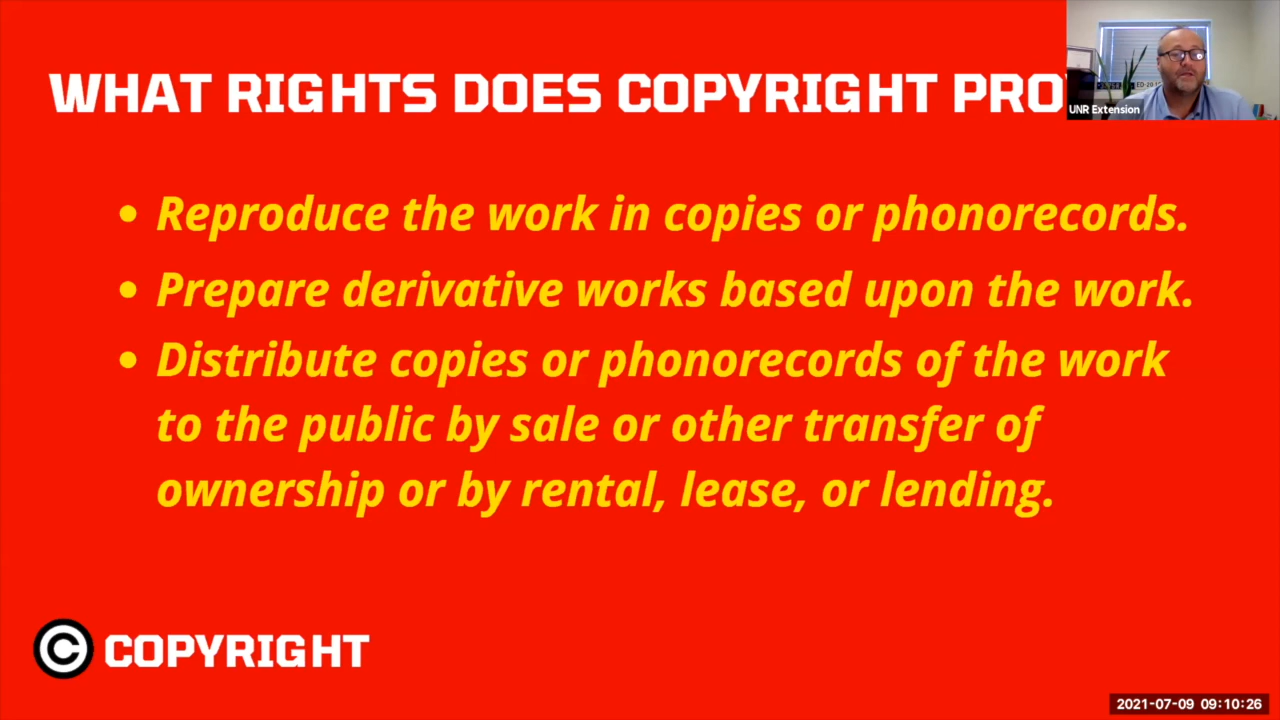 WHAT RIGHTS DOES COPYRIGHT
UNR Extension
• Reproduce the work in copies or phonorecords.
• Prepare derivative works based upon the work.
• Distribute copies or phonorecords of the work
to the public by sale or other transfer of
ownership or by rental, lease, or lending.
© COPYRIGHT
2021-07-09 09:10:26